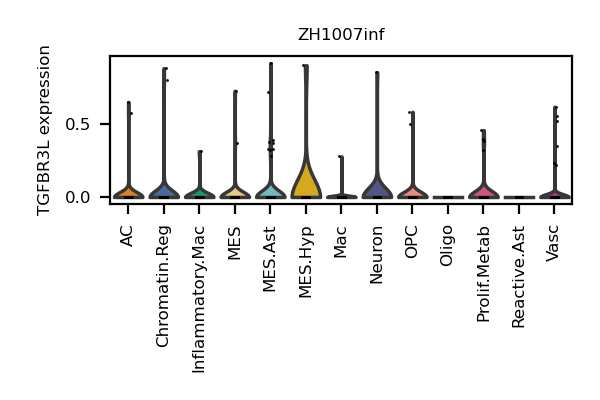 ZH1007inf
TGFBR3L expression
0.5
0.0
AC
Chromatin.Reg
Inflammatory.Mac
MES
MES.Ast
MES.Hyp
Mac
Neuron
OPC
Oligo
Prolif.Metab
Reactive.Ast
Vasc